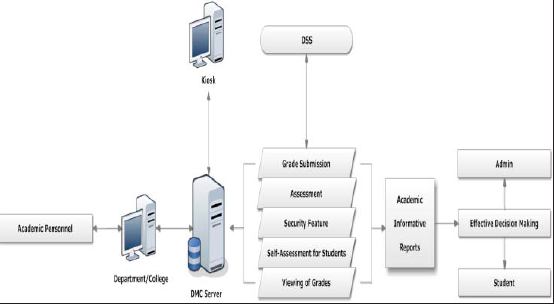 Kiosk
DSS
Grade Submission
Assessment
Security Feature
Self-Assessment for Students
Viewing of Grades
Academic
Informative
Reports
Admin
Effective Decision Making
Student
Academic Personnel
Department/College
DMC Server